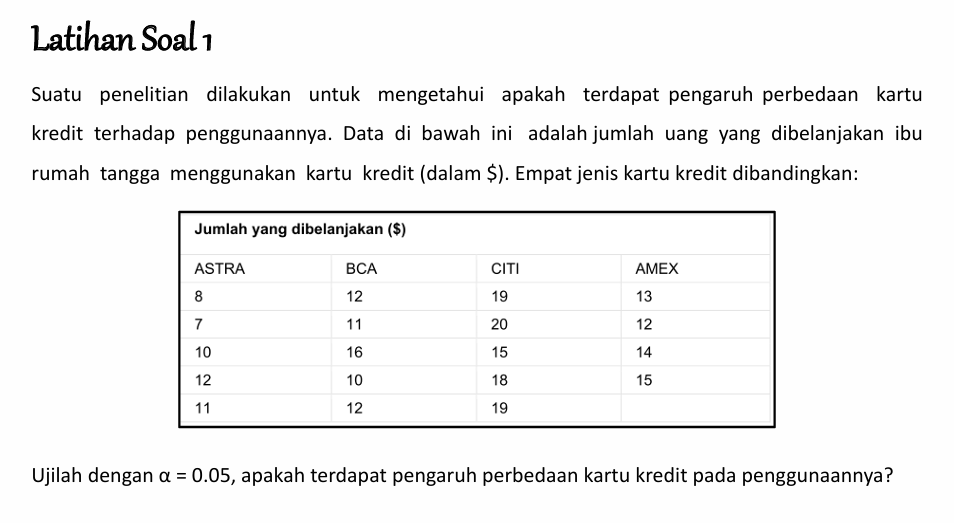 Latihan Soal 1
Suatu penelitian dilakukan untuk mengetahui apakah terdapat pengaruh perbedaan kartu
kredit terhadap penggunaannya. Data di bawah ini adalah jumlah uang yang dibelanjakan ibu
rumah tangga menggunakan kartu kredit (dalam $). Empat jenis kartu kredit dibandingkan:
Jumlah yang dibelanjakan ($)
ASTRA BCA CITI AMEX
8 12 19 13
7 11 20 12
10 16 15 14
12 10 18 15
11 12 19
Ujilah dengan α = 0.05, apakah terdapat pengaruh perbedaan kartu kredit pada penggunaannya?